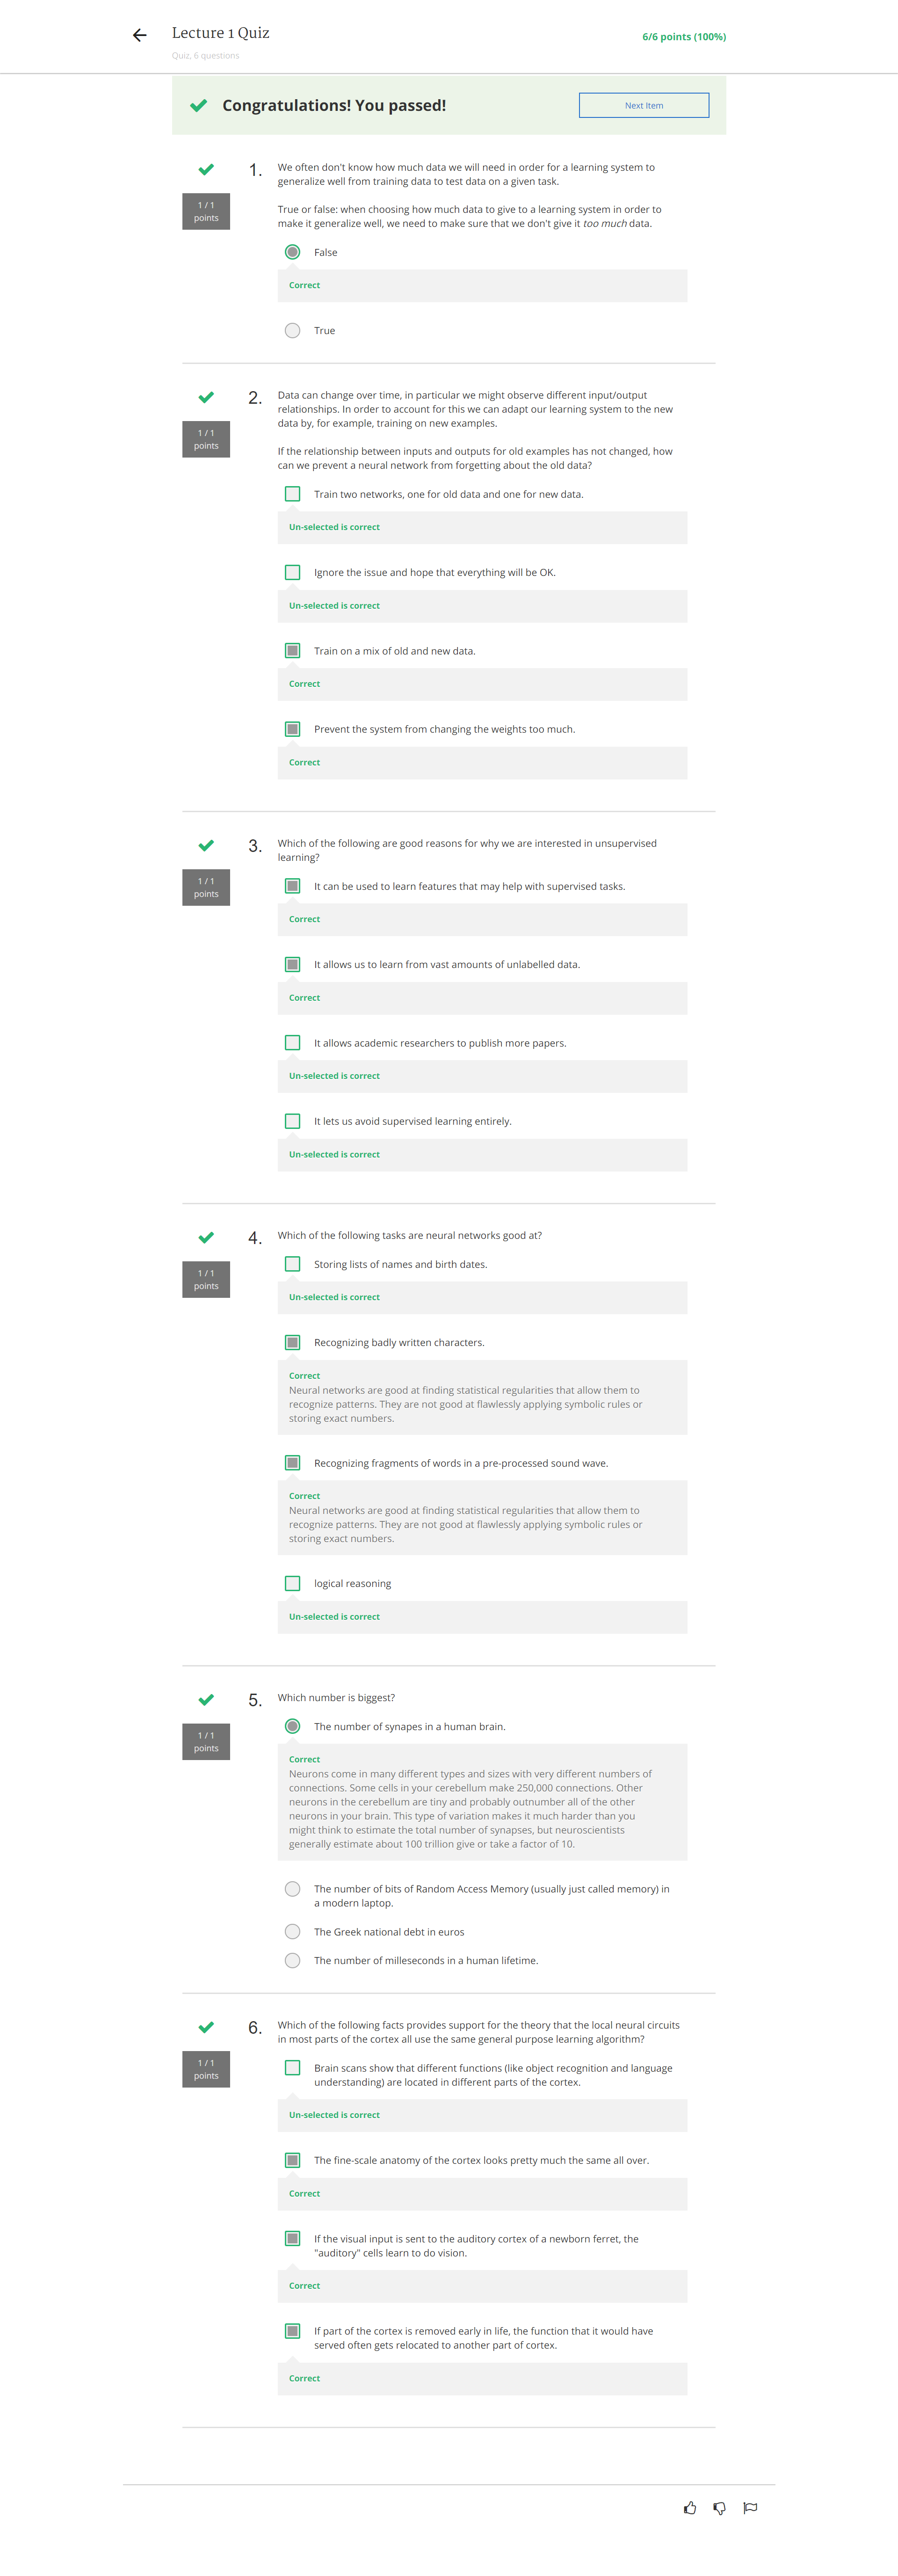 Lecture 1 Quiz
Quiz, 6 questions
6/6 points (100%)
Congratulations! You passed!
Next Item
1 / 1
points
1.
We often don't know how much data we will need in order for a learning system to
generalize well from training data to test data on a given task.
True or false: when choosing how much data to give to a learning system in order to
make it generalize well, we need to make sure that we don't give it too much data.
False
Correct
True
1 / 1
points
2.
Data can change over time, in particular we might observe different input/output
relationships. In order to account for this we can adapt our learning system to the new
data by, for example, training on new examples.
If the relationship between inputs and outputs for old examples has not changed, how
can we prevent a neural network from forgetting about the old data?
Train two networks, one for old data and one for new data.
Un-selected is correct
Ignore the issue and hope that everything will be OK.
Un-selected is correct
Train on a mix of old and new data.
Correct
Prevent the system from changing the weights too much.
Correct
1 / 1
points
3.
Which of the following are good reasons for why we are interested in unsupervised
learning?
It can be used to learn features that may help with supervised tasks.
Correct
It allows us to learn from vast amounts of unlabelled data.
Correct
It allows academic researchers to publish more papers.
Un-selected is correct
It lets us avoid supervised learning entirely.
Un-selected is correct
1 / 1
points
4.
Which of the following tasks are neural networks good at?
Storing lists of names and birth dates.
Un-selected is correct
Recognizing badly written characters.
Correct
Neural networks are good at finding statistical regularities that allow them to
recognize patterns. They are not good at flawlessly applying symbolic rules or
storing exact numbers.
Recognizing fragments of words in a pre-processed sound wave.
Correct
Neural networks are good at finding statistical regularities that allow them to
recognize patterns. They are not good at flawlessly applying symbolic rules or
storing exact numbers.
logical reasoning
Un-selected is correct
1 / 1
points
5.
Which number is biggest?
The number of synapes in a human brain.
Correct
Neurons come in many different types and sizes with very different numbers of
connections. Some cells in your cerebellum make 250,000 connections. Other
neurons in the cerebellum are tiny and probably outnumber all of the other
neurons in your brain. This type of variation makes it much harder than you
might think to estimate the total number of synapses, but neuroscientists
generally estimate about 100 trillion give or take a factor of 10.
The number of bits of Random Access Memory (usually just called memory) in
a modern laptop.
The Greek national debt in euros
The number of milleseconds in a human lifetime.
1 / 1
points
6.
Which of the following facts provides support for the theory that the local neural circuits
in most parts of the cortex all use the same general purpose learning algorithm?
Brain scans show that different functions (like object recognition and language
understanding) are located in different parts of the cortex.
Un-selected is correct
The fine-scale anatomy of the cortex looks pretty much the same all over.
Correct
If the visual input is sent to the auditory cortex of a newborn ferret, the
"auditory" cells learn to do vision.
Correct
If part of the cortex is removed early in life, the function that it would have
served often gets relocated to another part of cortex.
Correct